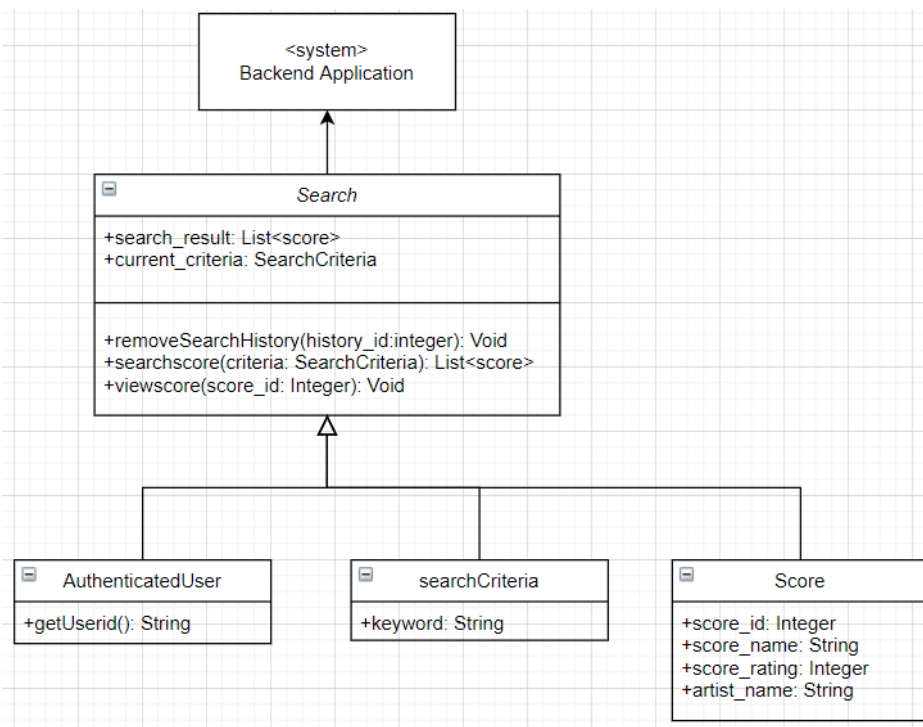 <system>
Backend Application
Search
+search_result: List<score>
+current_criteria: SearchCriteria
+removeSearchHistory(history_id:integer): Void
+searchscore(criteria: SearchCriteria): List<score>
+viewscore(score_id: Integer): Void
AuthenticatedUser
+getUserid(): String
searchCriteria
+keyword: String
Score
+score_id: Integer
+score_name: String
+score_rating: Integer
+artist_name: String